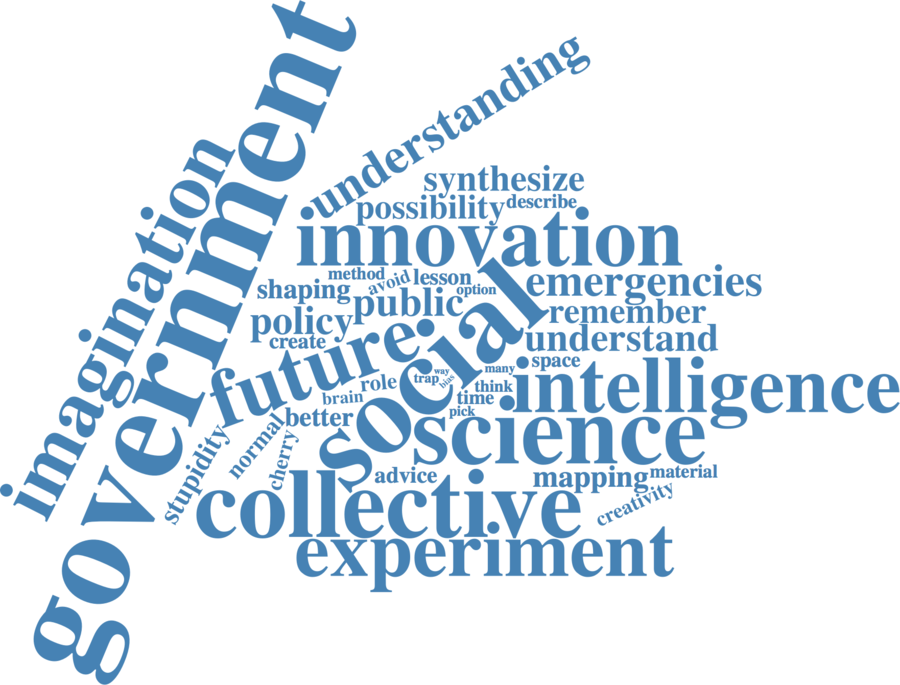 government
imagination
understanding
synthesize
possibility
describe
innovation
method
avoid
lesson
option
emergencies
shaping
public
remember
policy
create
understand
future
social
space
way
many
trap
bias
think
intelligence
role
brain
time
pick
better
science
stupidity
normal
cherry
advice
mapping
material
creativity
collective
experiment